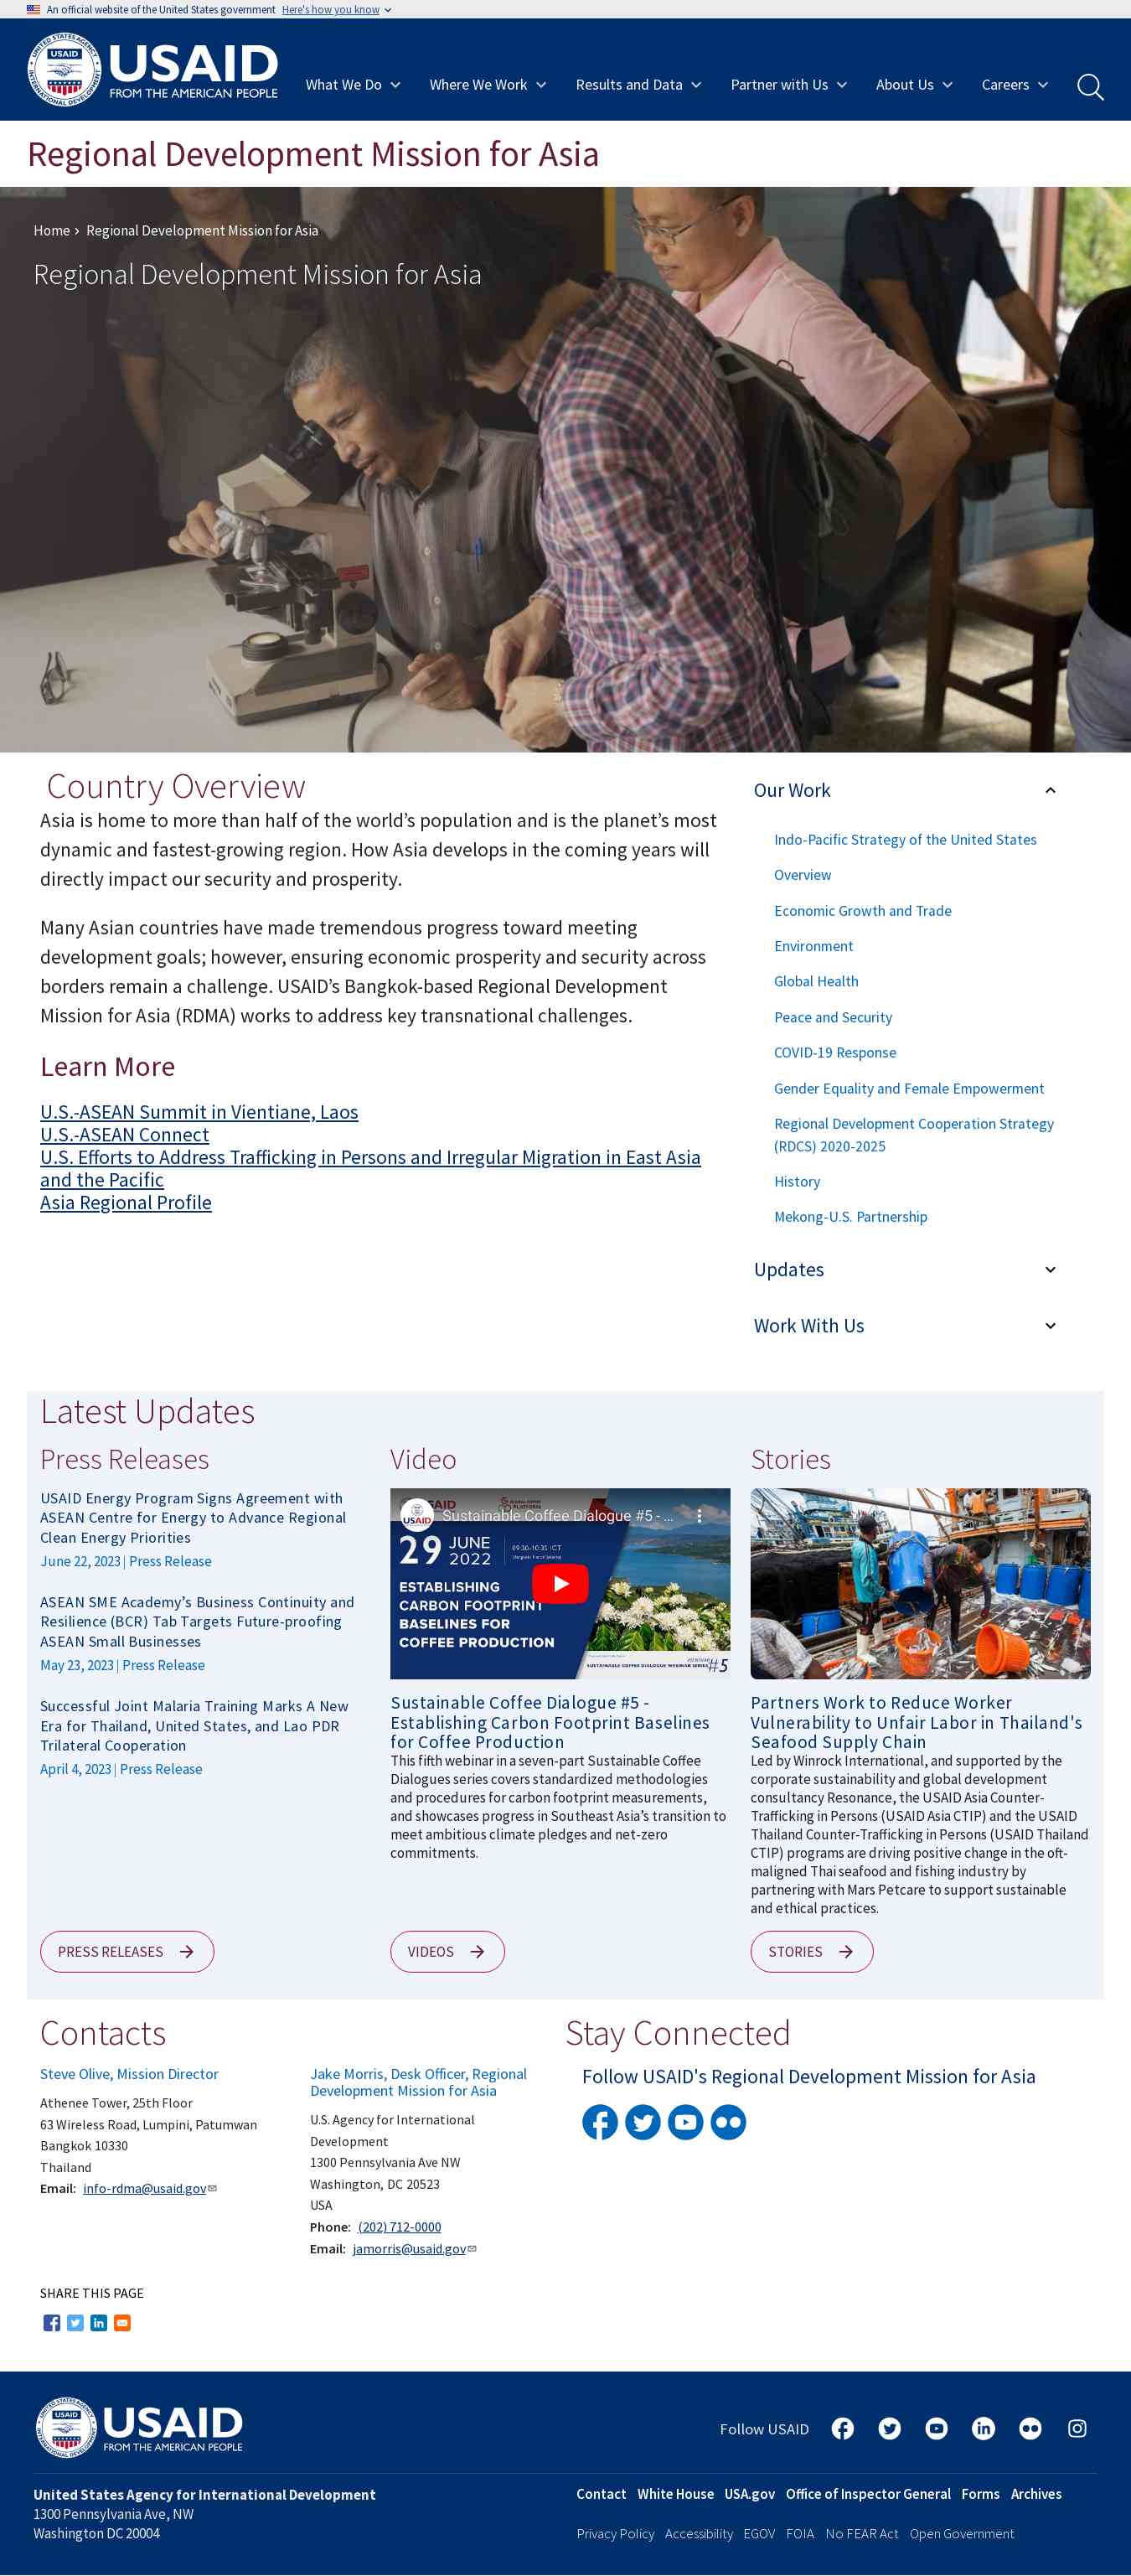 An official website of the United States government Here's how you know
USAID
FROM THE AMERICAN PEOPLE
What We Do
Where We Work
Results and Data
Partner with Us
About Us
Careers
Regional Development Mission for Asia
Home › Regional Development Mission for Asia
Regional Development Mission for Asia
Country Overview
Asia is home to more than half of the world’s population and is the planet’s most
dynamic and fastest-growing region. How Asia develops in the coming years will
directly impact our security and prosperity.
Many Asian countries have made tremendous progress toward meeting
development goals; however, ensuring economic prosperity and security across
borders remain a challenge. USAID’s Bangkok-based Regional Development
Mission for Asia (RDMA) works to address key transnational challenges.
Learn More
U.S.-ASEAN Summit in Vientiane, Laos
U.S.-ASEAN Connect
U.S. Efforts to Address Trafficking in Persons and Irregular Migration in East Asia
and the Pacific
Asia Regional Profile
Our Work
Indo-Pacific Strategy of the United States
Overview
Economic Growth and Trade
Environment
Global Health
Peace and Security
COVID-19 Response
Gender Equality and Female Empowerment
Regional Development Cooperation Strategy
(RDCS) 2020-2025
History
Mekong-U.S. Partnership
Updates
Work With Us
Latest Updates
Press Releases
USAID Energy Program Signs Agreement with
ASEAN Centre for Energy to Advance Regional
Clean Energy Priorities
June 22, 2023 | Press Release
ASEAN SME Academy’s Business Continuity and
Resilience (BCR) Tab Targets Future-proofing
ASEAN Small Businesses
May 23, 2023 | Press Release
Successful Joint Malaria Training Marks A New
Era for Thailand, United States, and Lao PDR
Trilateral Cooperation
April 4, 2023 | Press Release
PRESS RELEASES
Video
Sustainable Coffee Dialogue #5 - ...
29 JUNE
2022
09:30-10:35 ICT
ESTABLISHING
CARBON FOOTPRINT
BASELINES FOR
COFFEE PRODUCTION
SUSTAINABLE COFFEE DIALOGUE WEBINAR SERIES #5
Sustainable Coffee Dialogue #5 -
Establishing Carbon Footprint Baselines
for Coffee Production
This fifth webinar in a seven-part Sustainable Coffee
Dialogues series covers standardized methodologies
and procedures for carbon footprint measurements,
and showcases progress in Southeast Asia’s transition to
meet ambitious climate pledges and net-zero
commitments.
VIDEOS
Stories
Partners Work to Reduce Worker
Vulnerability to Unfair Labor in Thailand's
Seafood Supply Chain
Led by Winrock International, and supported by the
corporate sustainability and global development
consultancy Resonance, the USAID Asia Counter-
Trafficking in Persons (USAID Asia CTIP) and the USAID
Thailand Counter-Trafficking in Persons (USAID Thailand
CTIP) programs are driving positive change in the oft-
maligned Thai seafood and fishing industry by
partnering with Mars Petcare to support sustainable
and ethical practices.
STORIES
Contacts
Steve Olive, Mission Director
Athenee Tower, 25th Floor
63 Wireless Road, Lumpini, Patumwan
Bangkok 10330
Thailand
Email: info-rdma@usaid.gov
Jake Morris, Desk Officer, Regional
Development Mission for Asia
U.S. Agency for International
Development
1300 Pennsylvania Ave NW
Washington, DC 20523
USA
Phone: (202) 712-0000
Email: jamorris@usaid.gov
Stay Connected
Follow USAID's Regional Development Mission for Asia
SHARE THIS PAGE
USAID
FROM THE AMERICAN PEOPLE
Follow USAID
United States Agency for International Development
1300 Pennsylvania Ave, NW
Washington DC 20004
Contact White House USA.gov Office of Inspector General Forms Archives
Privacy Policy Accessibility EGOV FOIA No FEAR Act Open Government